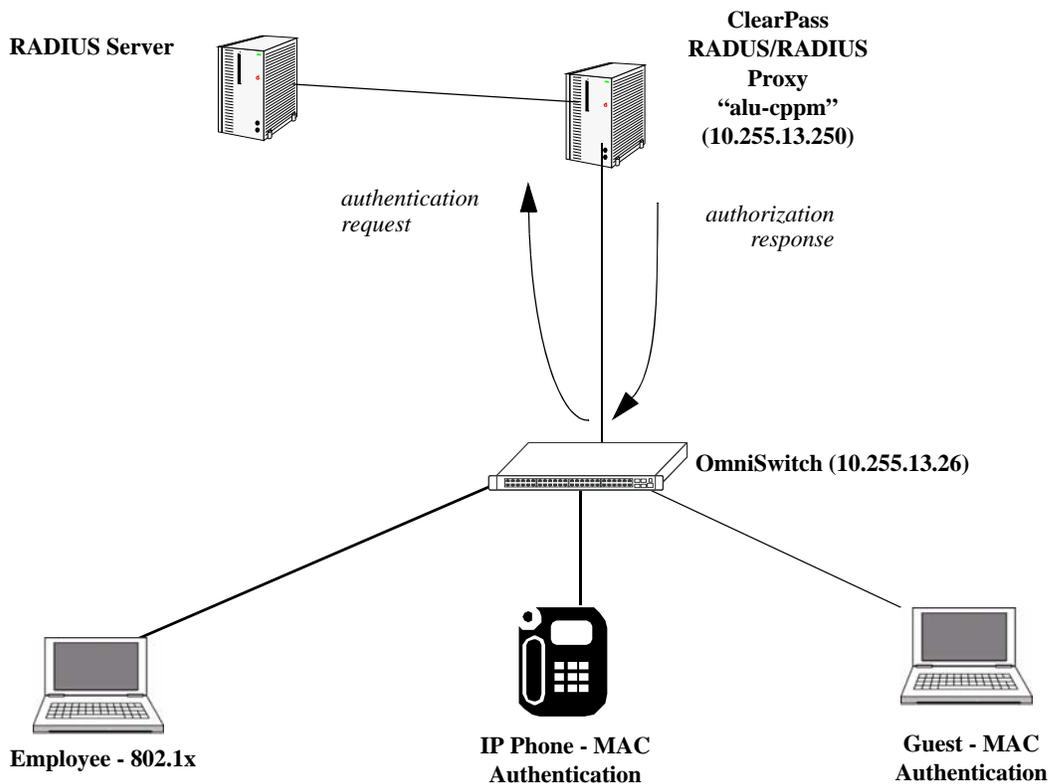 RADIUS Server
ClearPass
RADUS/RADIUS
Proxy
“alu-cppm”
(10.255.13.250)
authentication
request
authorization
response
OmniSwitch (10.255.13.26)
Employee - 802.1x
IP Phone - MAC
Authentication
Guest - MAC
Authentication